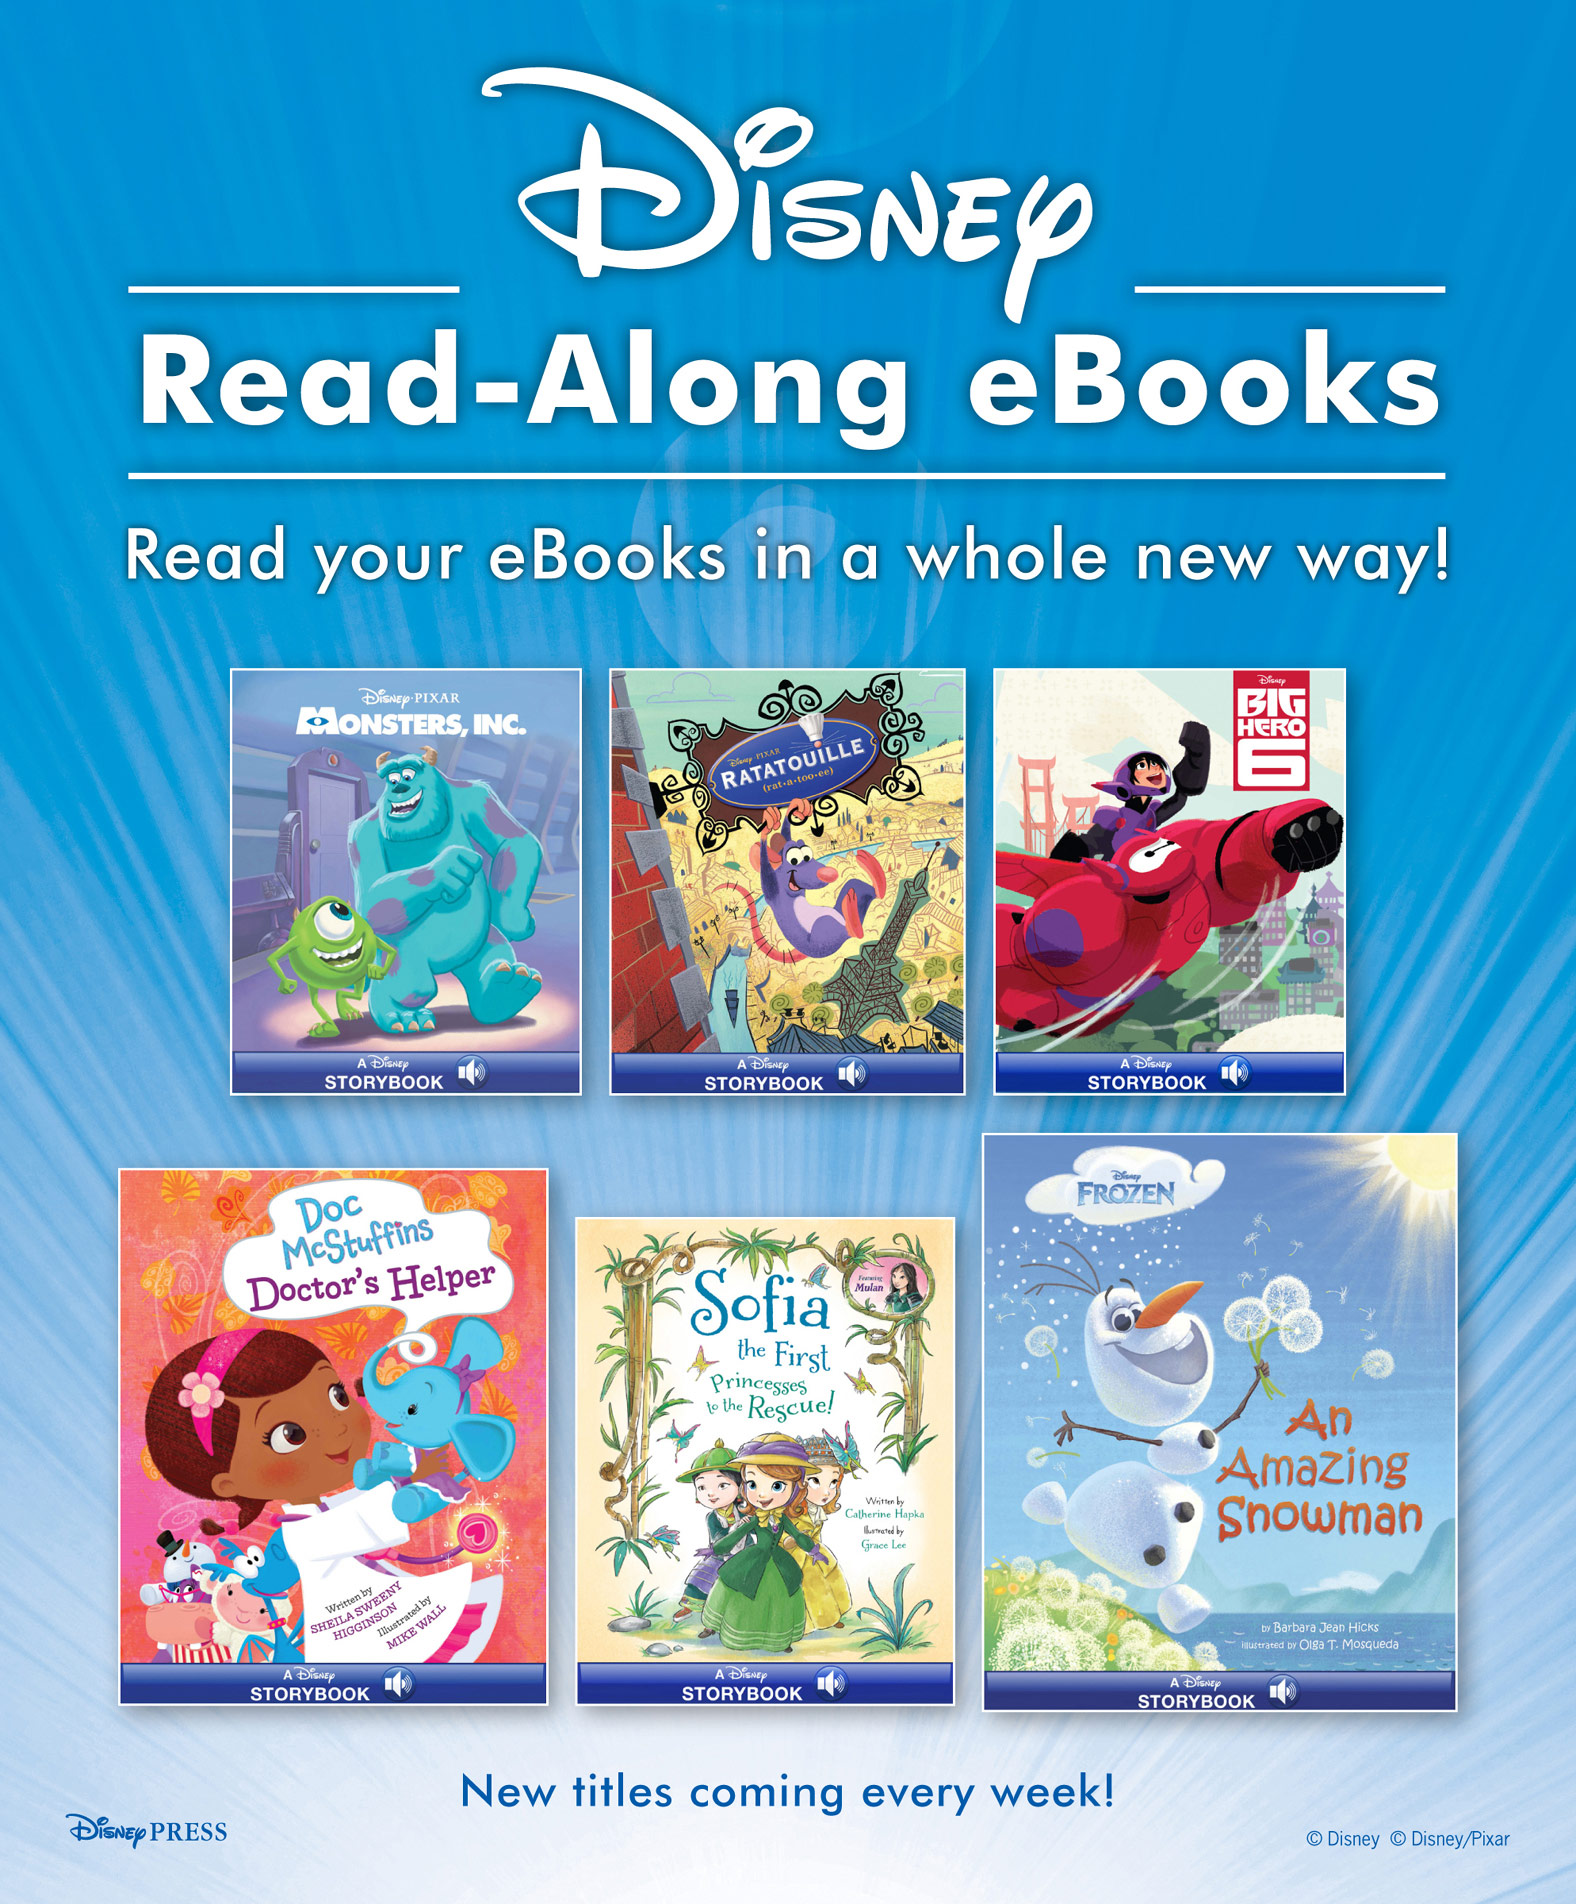 Disney
Read-Along eBooks
Read your eBooks in a whole new way!
Disney·PIXAR
MONSTERS, INC.
A Disney
STORYBOOK
Disney·PIXAR
RATATOUILLE
(rat·a·too·ee)
A Disney
STORYBOOK
Disney
BIG
HERO
6
A Disney
STORYBOOK
Doc
McStuffins
Doctor's Helper
Written by
SHEILA SWEENY
HIGGINSON
Illustrated by
MIKE WALL
A Disney
STORYBOOK
Featuring
Mulan
Sofia
the First
Princesses
to the Rescue!
Written by
Catherine Hapka
Illustrated by
Grace Lee
A Disney
STORYBOOK
Disney
FROZEN
An
Amazing
Snowman
by Barbara Jean Hicks
illustrated by Olga T. Mosqueda
A Disney
STORYBOOK
New titles coming every week!
Disney PRESS
© Disney © Disney/Pixar